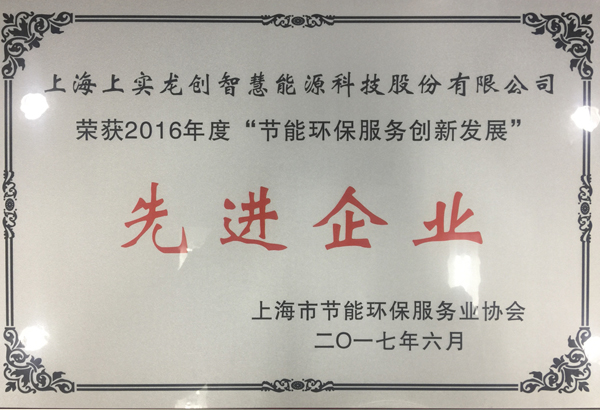 上海上实龙创智慧能源科技股份有限公司
荣获2016年度“节能环保服务创新发展”
先进企业
上海市节能环保服务业协会
二〇一七年六月